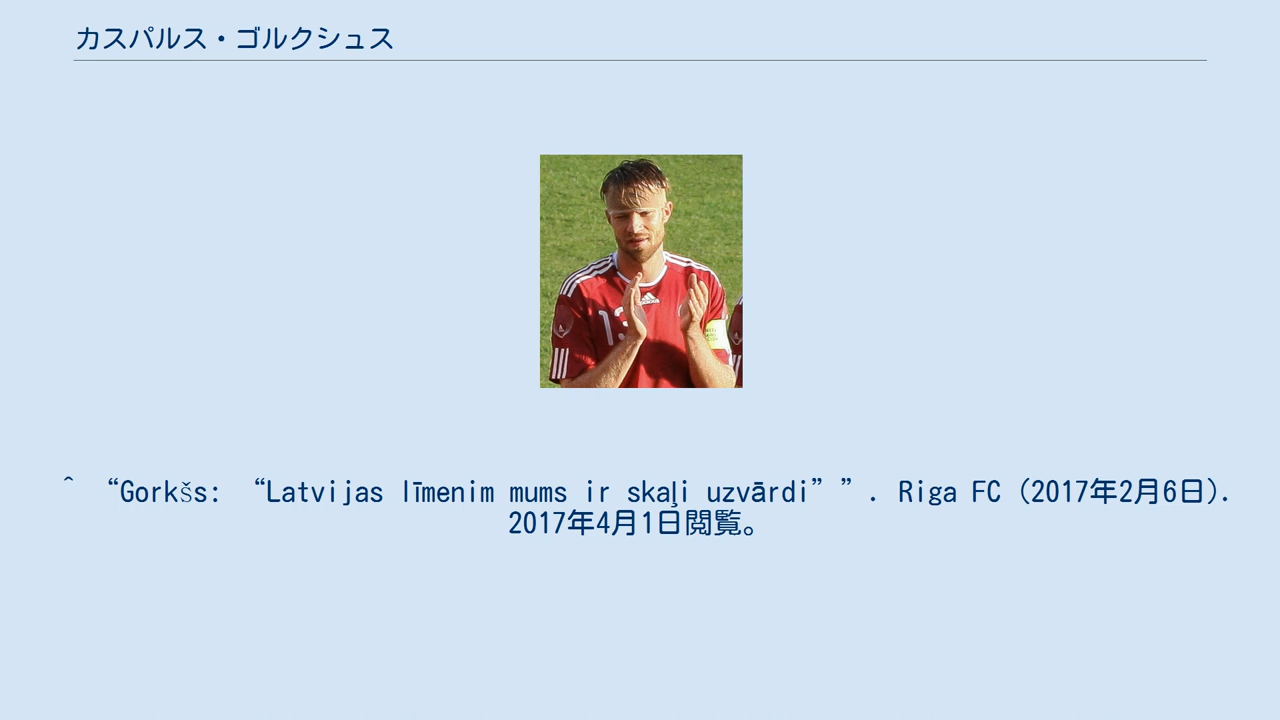 カスパルス・ゴルクシュス
13
^ “Gorkšs: “Latvijas līmenim mums ir skaļi uzvārdi””. Riga FC (2017年2月6日).
2017年4月1日閲覧。